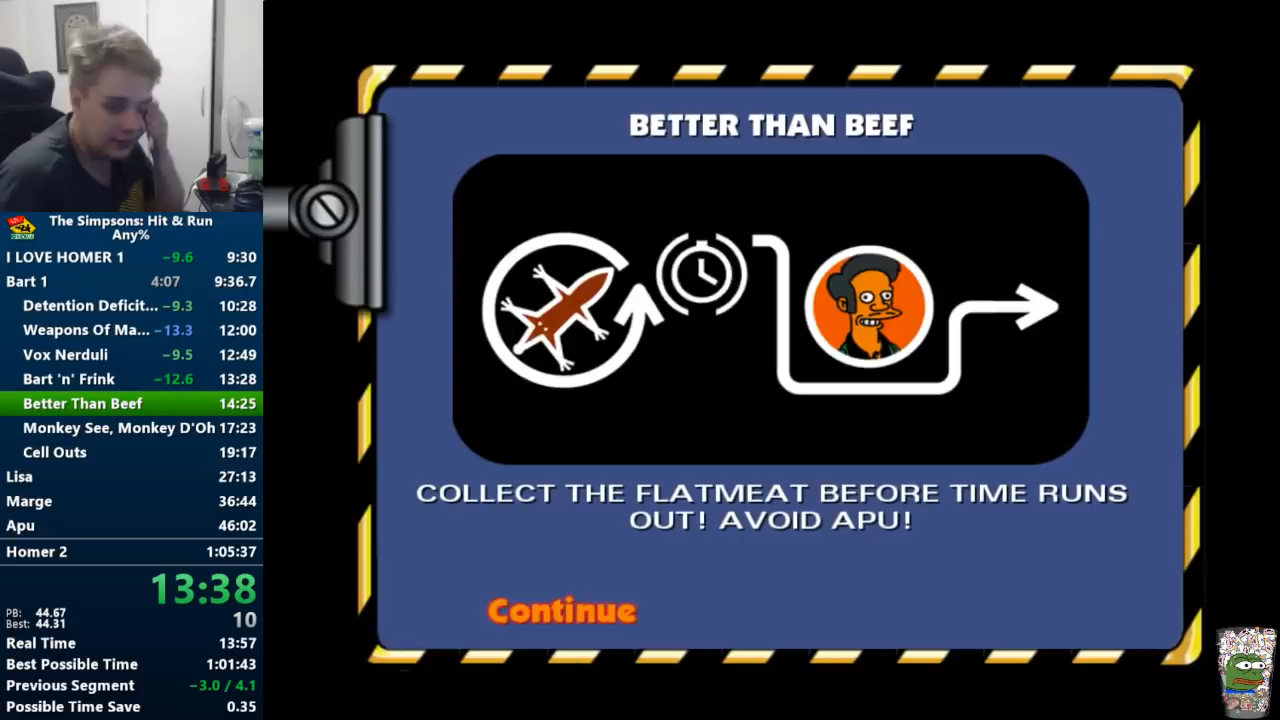 The Simpsons: Hit & Run
Any%
I LOVE HOMER 1 −9.6 9:30
Bart 1 4:07 9:36.7
Detention Deficit... −9.3 10:28
Weapons Of Ma... −13.3 12:00
Vox Nerduli −9.5 12:49
Bart 'n' Frink −12.6 13:28
Better Than Beef 14:25
Monkey See, Monkey D'Oh 17:23
Cell Outs 19:17
Lisa 27:13
Marge 36:44
Apu 46:02
Homer 2 1:05:37
13:38
PB: 44.67
Best: 44.31
10
Real Time 13:57
Best Possible Time 1:01:43
Previous Segment −3.0 / 4.1
Possible Time Save 0.35
BETTER THAN BEEF
COLLECT THE FLATMEAT BEFORE TIME RUNS
OUT! AVOID APU!
Continue